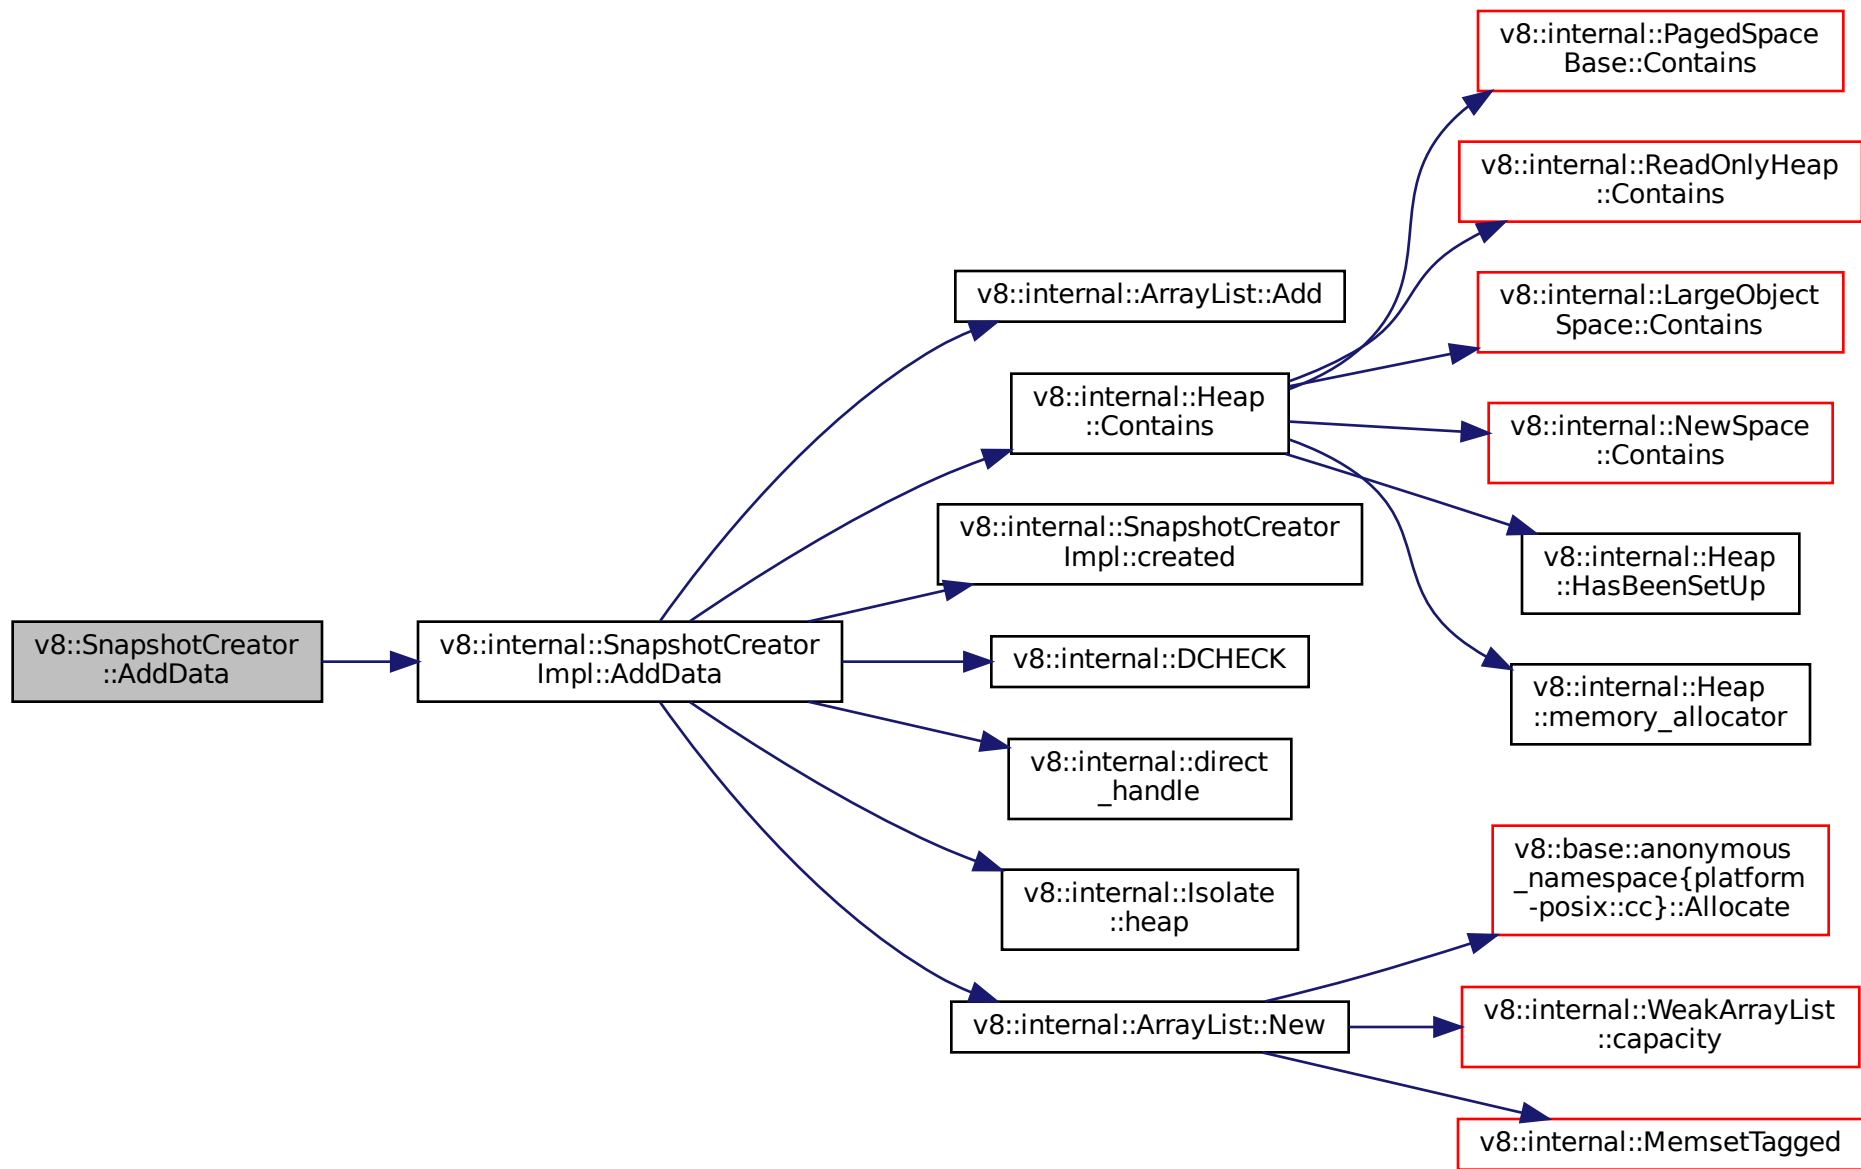 v8::SnapshotCreator
::AddData
v8::internal::SnapshotCreator
Impl::AddData
v8::internal::ArrayList::Add
v8::internal::Heap
::Contains
v8::internal::SnapshotCreator
Impl::created
v8::internal::DCHECK
v8::internal::direct
_handle
v8::internal::Isolate
::heap
v8::internal::ArrayList::New
v8::internal::PagedSpace
Base::Contains
v8::internal::ReadOnlyHeap
::Contains
v8::internal::LargeObject
Space::Contains
v8::internal::NewSpace
::Contains
v8::internal::Heap
::HasBeenSetUp
v8::internal::Heap
::memory_allocator
v8::base::anonymous
_namespace{platform
-posix::cc}::Allocate
v8::internal::WeakArrayList
::capacity
v8::internal::MemsetTagged